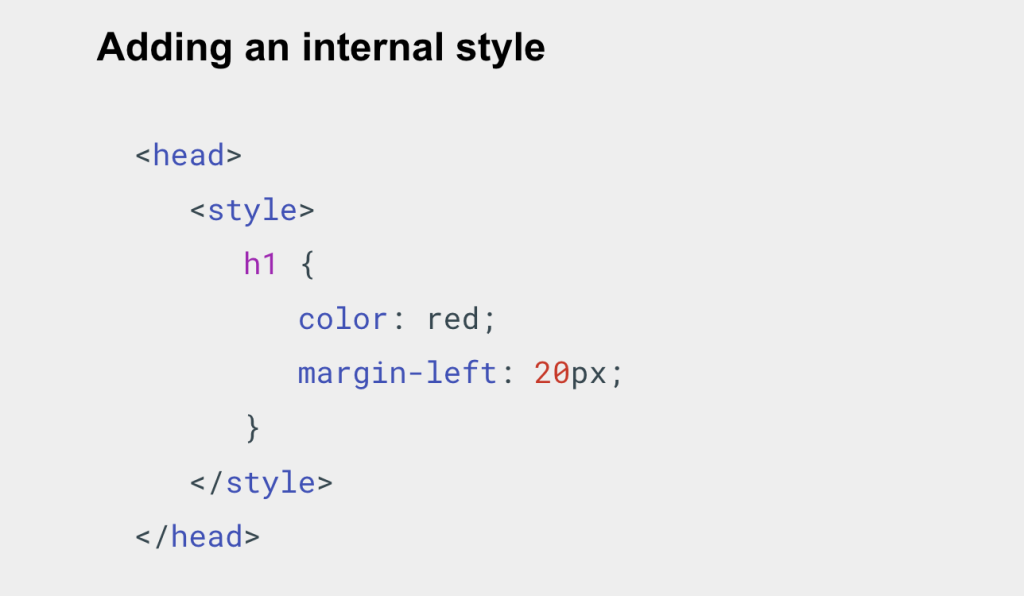 Adding an internal style
<head>
<style>
h1 {
color: red;
margin-left: 20px;
}
</style>
</head>